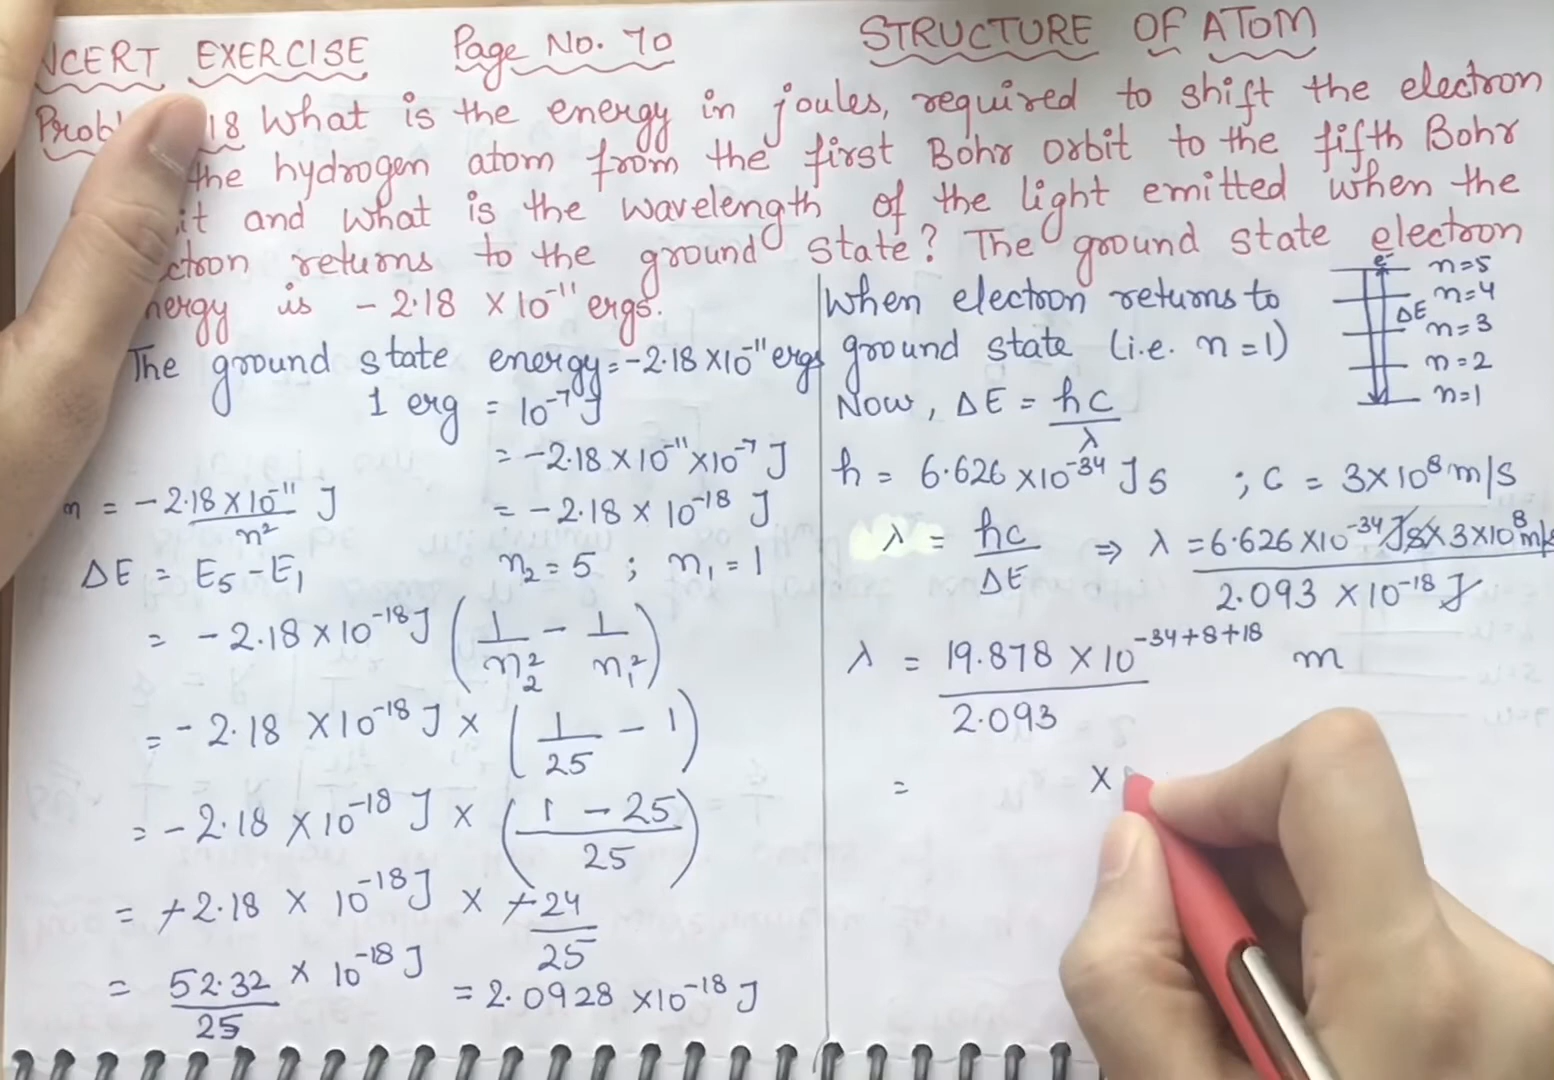 NCERT EXERCISE Page No. 70 STRUCTURE OF ATOM
18 What is the energy in joules, required to shift the electron
the hydrogen atom from the first Bohr orbit to the fifth Bohr
and what is the wavelength of the light emitted when the
returns to the ground state? The ground state electron
is - 2.18 × 10⁻¹¹ ergs.
The ground state energy = -2.18 × 10⁻¹¹ ergs
1 erg = 10⁻⁷ J
= -2.18 × 10⁻¹¹ × 10⁻⁷ J
= -2.18 × 10⁻¹⁸ J
n = -2.18 × 10⁻¹¹ / n² J
ΔE = E₅ - E₁ n₂ = 5 ; n₁ = 1
= -2.18 × 10⁻¹⁸ J (1/n₂² - 1/n₁²)
= -2.18 × 10⁻¹⁸ J × (1/25 - 1)
= -2.18 × 10⁻¹⁸ J × (1 - 25 / 25)
= +2.18 × 10⁻¹⁸ J × +24/25
= 52.32/25 × 10⁻¹⁸ J = 2.0928 × 10⁻¹⁸ J
When electron returns to
ground state (i.e. n = 1)
Now, ΔE = hc/λ
h = 6.626 × 10⁻³⁴ Js ; c = 3 × 10⁸ m/s
λ = hc/ΔE ⇒ λ = 6.626 × 10⁻³⁴ Js × 3 × 10⁸ m/s / 2.093 × 10⁻¹⁸ J
λ = 19.878 × 10⁻³⁴⁺⁸⁺¹⁸ / 2.093 m
= ×
e⁻ n=5
n=4
ΔE n=3
n=2
n=1